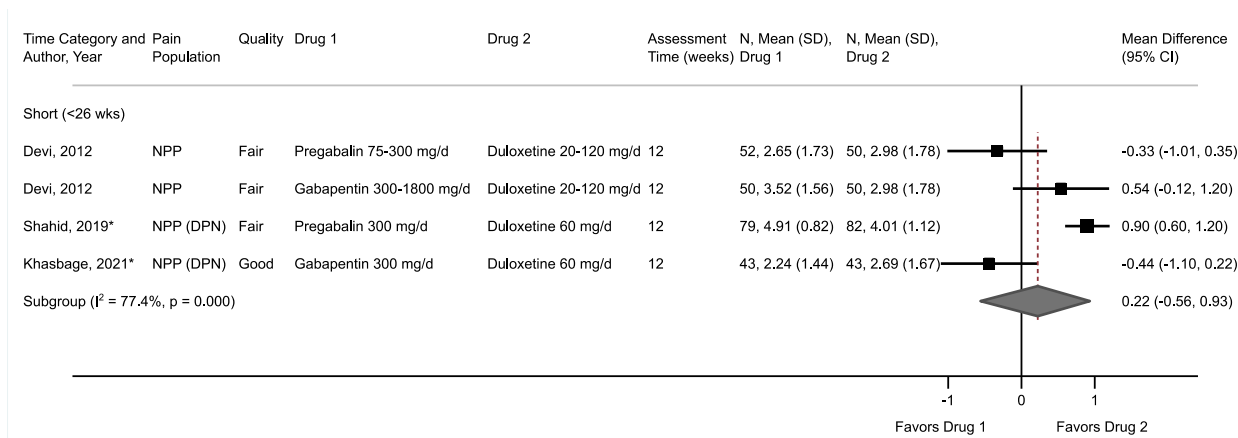 Time Category and Pain Quality Drug 1 Drug 2 Assessment N, Mean (SD), N, Mean (SD), Mean Difference
Author, Year Population Time (weeks) Drug 1 Drug 2 (95% CI)
Short (<26 wks)
Devi, 2012 NPP Fair Pregabalin 75-300 mg/d Duloxetine 20-120 mg/d 12 52, 2.65 (1.73) 50, 2.98 (1.78) -0.33 (-1.01, 0.35)
Devi, 2012 NPP Fair Gabapentin 300-1800 mg/d Duloxetine 20-120 mg/d 12 50, 3.52 (1.56) 50, 2.98 (1.78) 0.54 (-0.12, 1.20)
Shahid, 2019* NPP (DPN) Fair Pregabalin 300 mg/d Duloxetine 60 mg/d 12 79, 4.91 (0.82) 82, 4.01 (1.12) 0.90 (0.60, 1.20)
Khasbage, 2021* NPP (DPN) Good Gabapentin 300 mg/d Duloxetine 60 mg/d 12 43, 2.24 (1.44) 43, 2.69 (1.67) -0.44 (-1.10, 0.22)
Subgroup (I² = 77.4%, p = 0.000) 0.22 (-0.56, 0.93)
-1 0 1
Favors Drug 1 Favors Drug 2